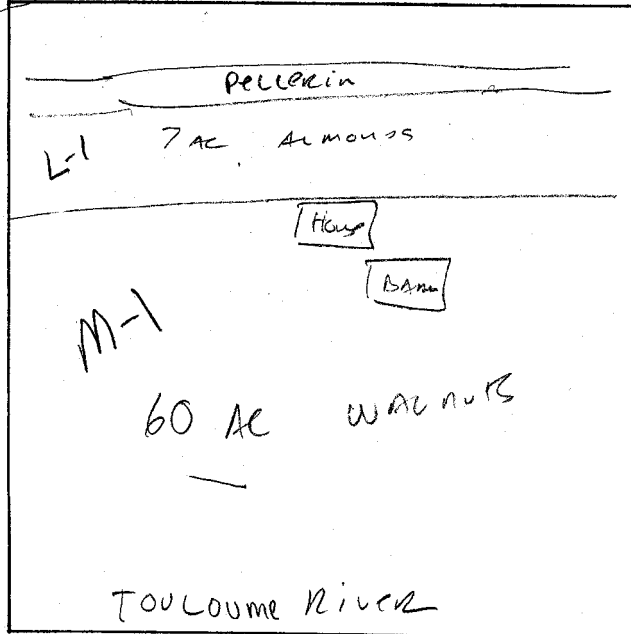 Pellerin
L-1 7 AC Almonds
House
Barn
M-1
60 AC Walnuts
TOULOUME RIVER